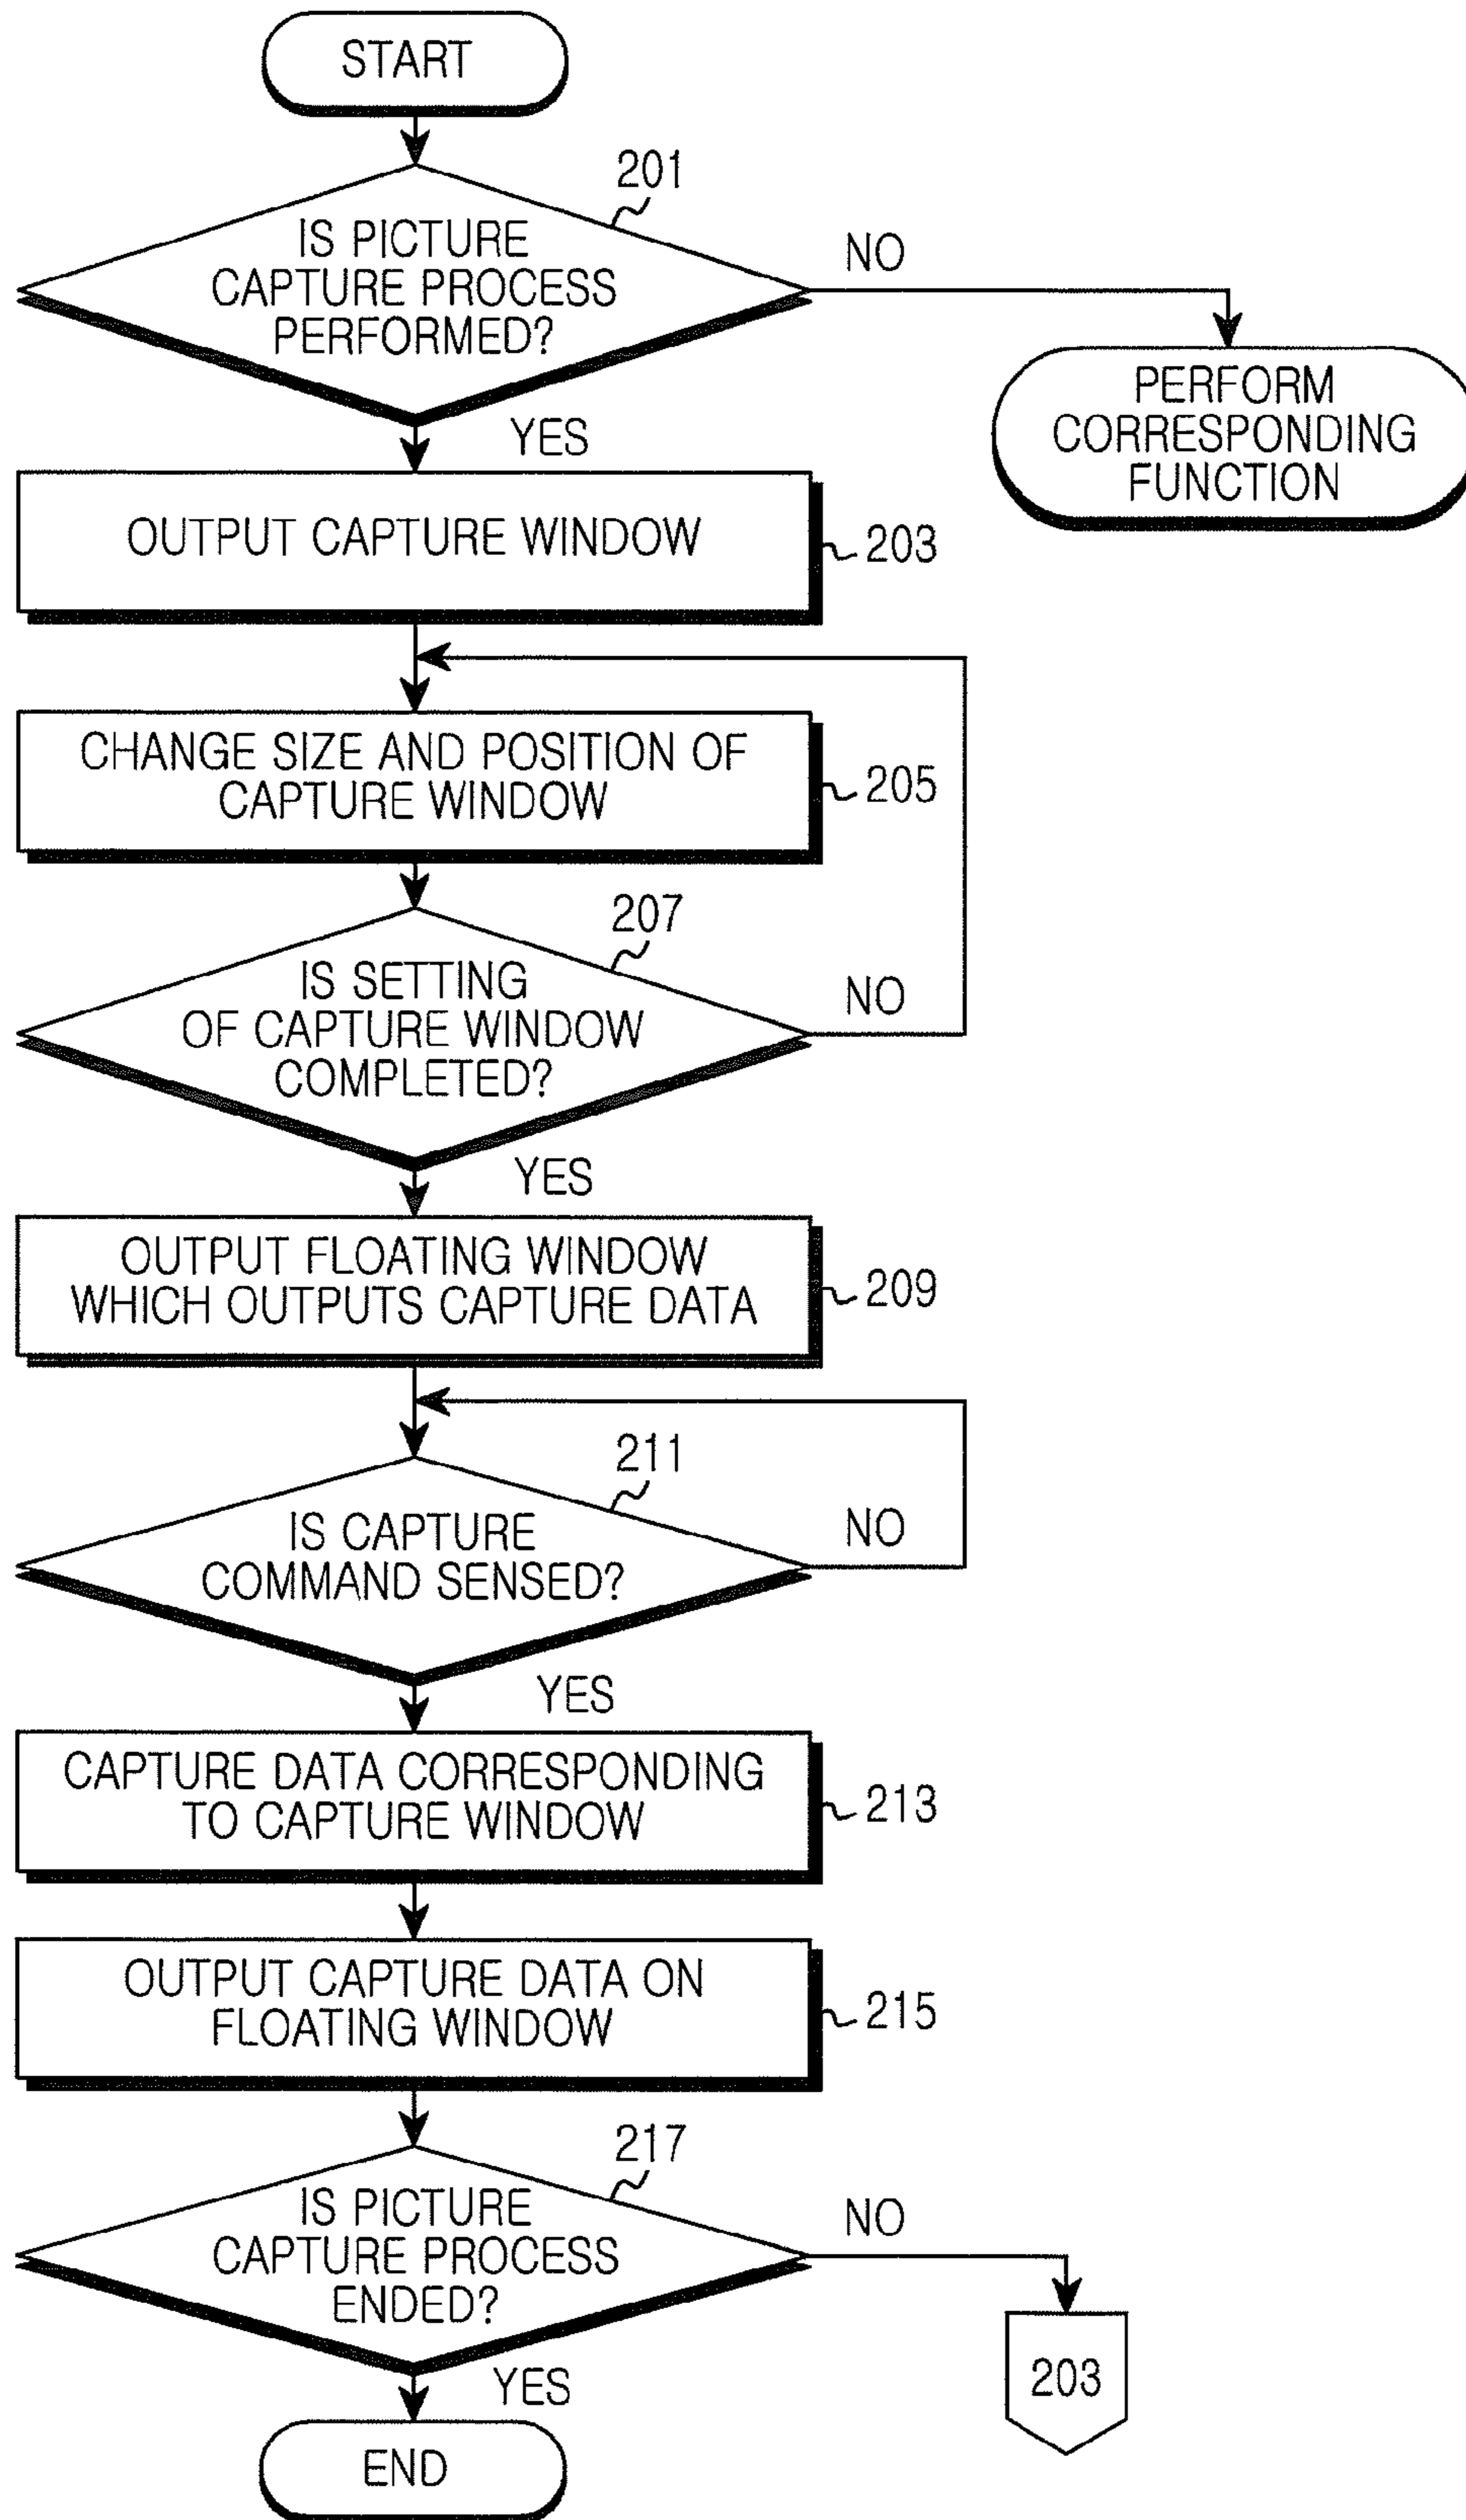 START
201
IS PICTURE
CAPTURE PROCESS
PERFORMED?
NO
YES
PERFORM
CORRESPONDING
FUNCTION
OUTPUT CAPTURE WINDOW
203
CHANGE SIZE AND POSITION OF
CAPTURE WINDOW
205
207
IS SETTING
OF CAPTURE WINDOW
COMPLETED?
NO
YES
OUTPUT FLOATING WINDOW
WHICH OUTPUTS CAPTURE DATA
209
211
IS CAPTURE
COMMAND SENSED?
NO
YES
CAPTURE DATA CORRESPONDING
TO CAPTURE WINDOW
213
OUTPUT CAPTURE DATA ON
FLOATING WINDOW
215
217
IS PICTURE
CAPTURE PROCESS
ENDED?
NO
203
YES
END